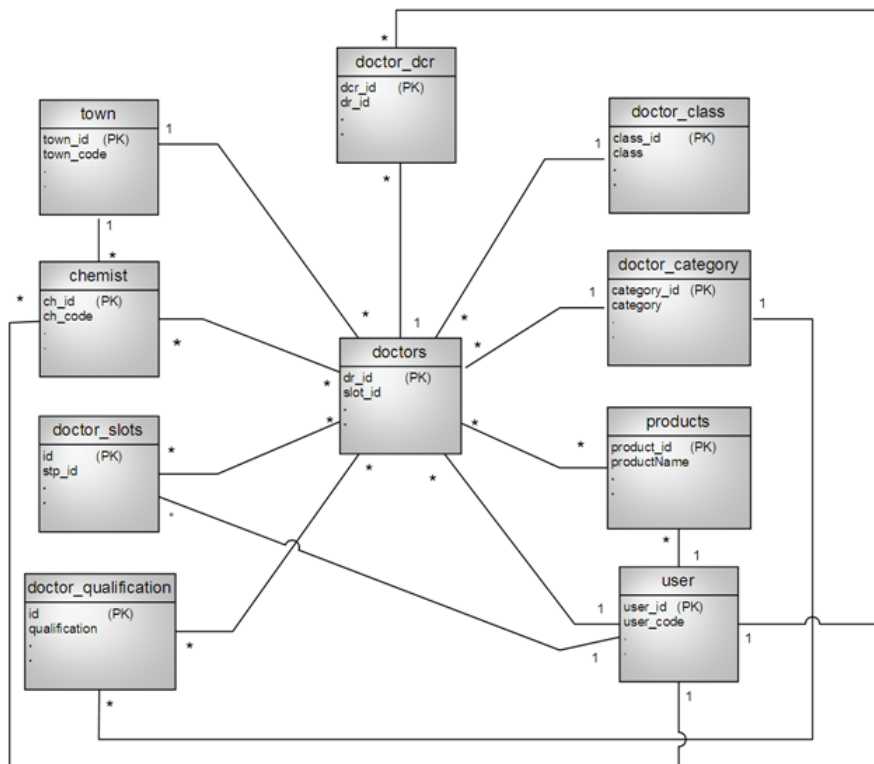 *
doctor_dcr
dcr_id (PK)
dr_id
.
.
*
town
town_id (PK)
town_code
.
.
1
1
doctor_class
class_id (PK)
class
.
.
1
*
chemist
ch_id (PK)
ch_code
.
.
*
*
doctor_category
category_id (PK)
category
.
.
1
1
*
1
*
*
doctors
dr_id (PK)
slot_id
.
.
*
*
*
*
doctor_slots
id (PK)
stp_id
.
.
*
*
products
product_id (PK)
productName
.
.
*
*
1
*
*
doctor_qualification
id (PK)
qualification
.
.
*
*
user
user_id (PK)
user_code
.
.
1
1
1
1